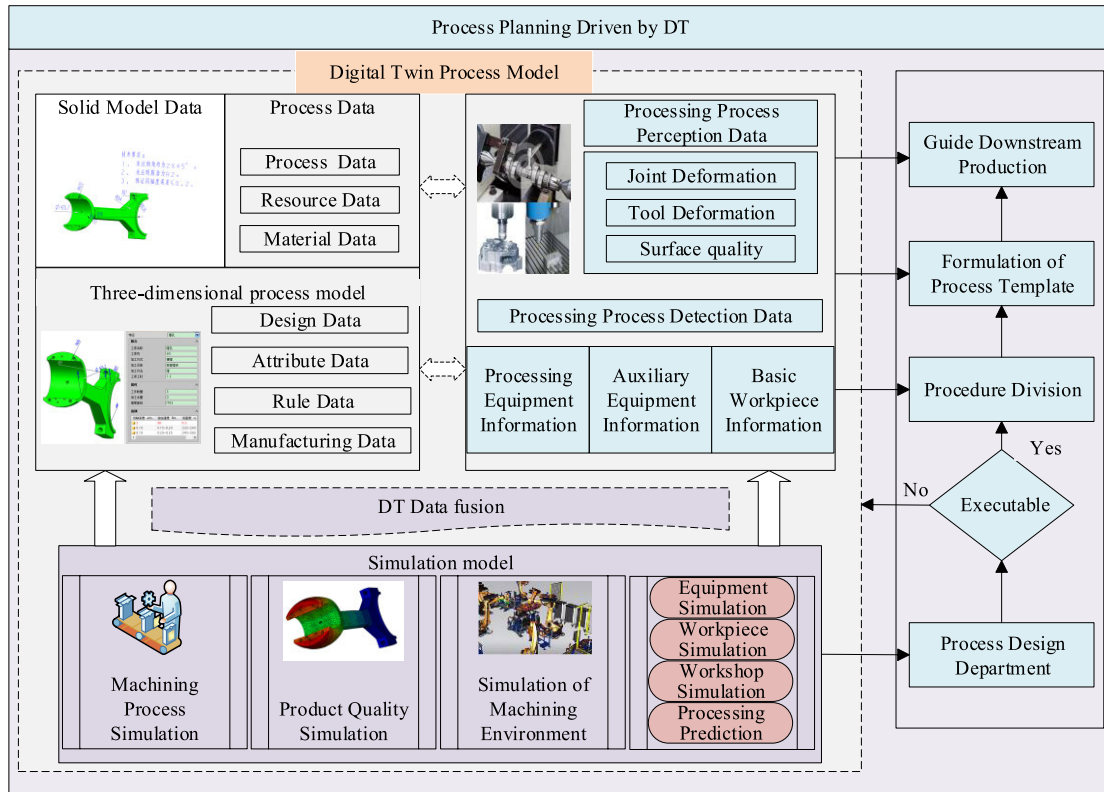 Process Planning Driven by DT
Digital Twin Process Model
Solid Model Data
Process Data
Process Data
Resource Data
Material Data
Three-dimensional process model
Design Data
Attribute Data
Rule Data
Manufacturing Data
Processing Process
Perception Data
Joint Deformation
Tool Deformation
Surface quality
Processing Process Detection Data
Processing
Equipment
Information
Auxiliary
Equipment
Information
Basic
Workpiece
Information
DT Data fusion
Simulation model
Machining
Process
Simulation
Product Quality
Simulation
Simulation of
Machining
Environment
Equipment
Simulation
Workpiece
Simulation
Workshop
Simulation
Processing
Prediction
Guide Downstream
Production
Formulation of
Process Template
Procedure Division
Yes
No
Executable
Process Design
Department